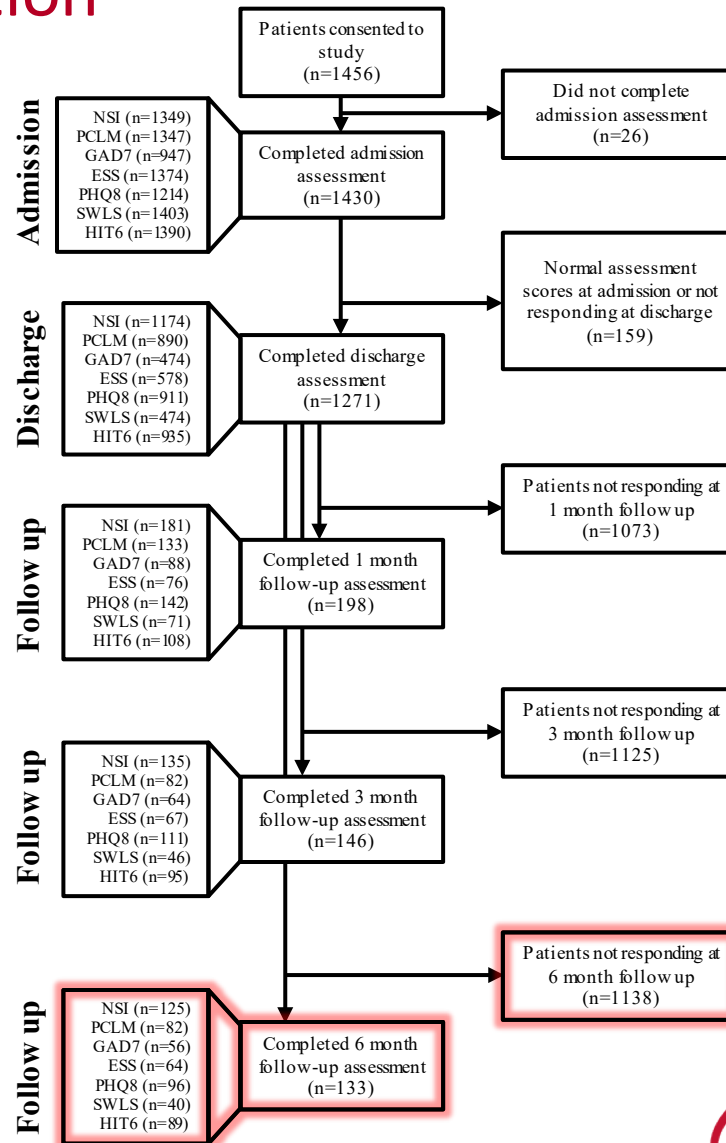 Patients consented to
study
(n=1456)
Did not complete
admission assessment
(n=26)
Admission
NSI (n=1349)
PCLM (n=1347)
GAD7 (n=947)
ESS (n=1374)
PHQ8 (n=1214)
SWLS (n=1403)
HIT6 (n=1390)
Completed admission
assessment
(n=1430)
Normal assessment
scores at admission or not
responding at discharge
(n=159)
Discharge
NSI (n=1174)
PCLM (n=890)
GAD7 (n=474)
ESS (n=578)
PHQ8 (n=911)
SWLS (n=474)
HIT6 (n=935)
Completed discharge
assessment
(n=1271)
Patients not responding at
1 month follow up
(n=1073)
Follow up
NSI (n=181)
PCLM (n=133)
GAD7 (n=88)
ESS (n=76)
PHQ8 (n=142)
SWLS (n=71)
HIT6 (n=108)
Completed 1 month
follow-up assessment
(n=198)
Patients not responding at
3 month follow up
(n=1125)
Follow up
NSI (n=135)
PCLM (n=82)
GAD7 (n=64)
ESS (n=67)
PHQ8 (n=111)
SWLS (n=46)
HIT6 (n=95)
Completed 3 month
follow-up assessment
(n=146)
Patients not responding at
6 month follow up
(n=1138)
Follow up
NSI (n=125)
PCLM (n=82)
GAD7 (n=56)
ESS (n=64)
PHQ8 (n=96)
SWLS (n=40)
HIT6 (n=89)
Completed 6 month
follow-up assessment
(n=133)